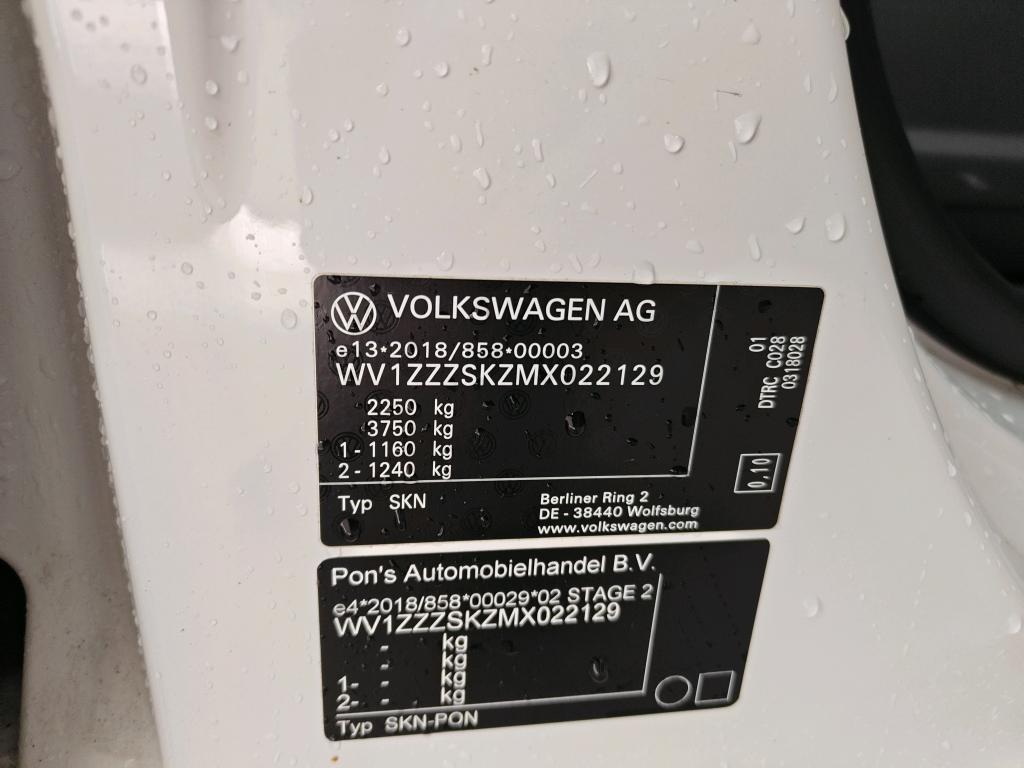 VOLKSWAGEN AG
e13*2018/858*00003
WV1ZZZSKZMX022129
2250 kg
3750 kg
1 - 1160 kg
2 - 1240 kg
Typ SKN
Berliner Ring 2
DE - 38440 Wolfsburg
www.volkswagen.com
01
DTRC C028
0318028
0,10
Pon's Automobielhandel B.V.
e4*2018/858*00029*02 STAGE 2
WV1ZZZSKZMX022129
- kg
- kg
1- - kg
2- - kg
Typ SKN-PON